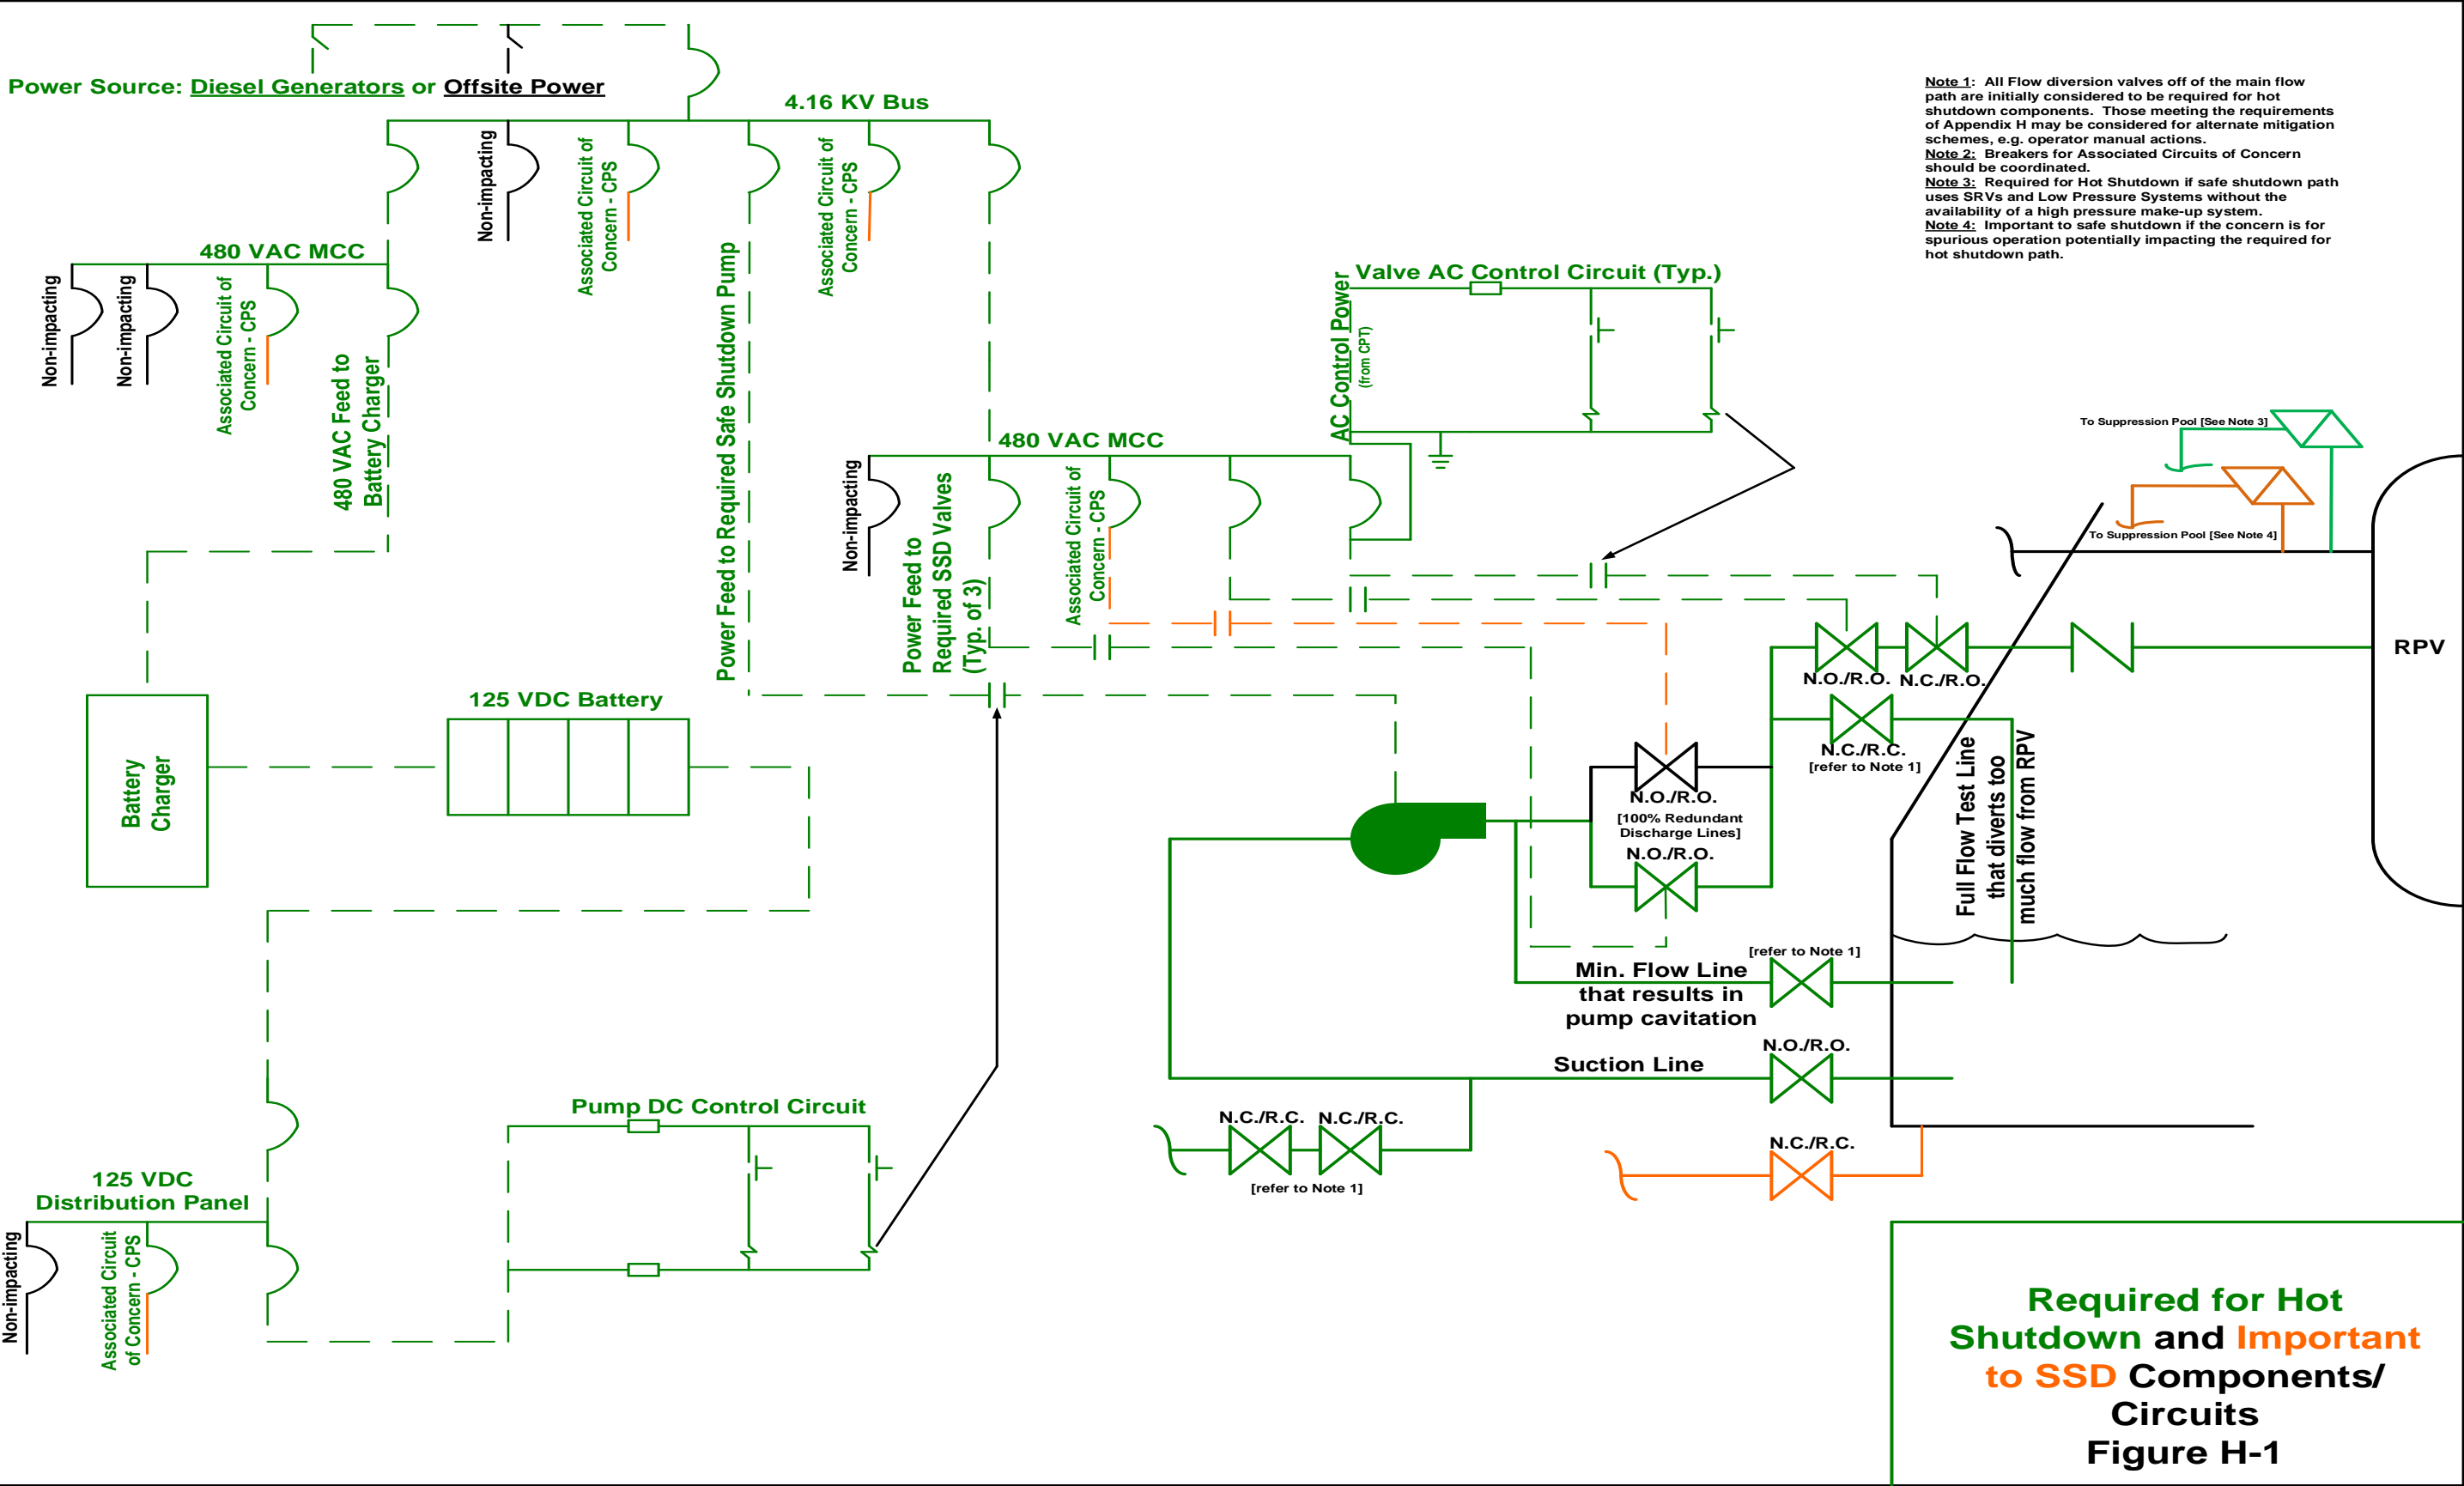 Power Source: Diesel Generators or Offsite Power
4.16 KV Bus
Note 1: All Flow diversion valves off of the main flow
path are initially considered to be required for hot
shutdown components. Those meeting the requirements
of Appendix H may be considered for alternate mitigation
schemes, e.g. operator manual actions.
Note 2: Breakers for Associated Circuits of Concern
should be coordinated.
Note 3: Required for Hot Shutdown if safe shutdown path
uses SRVs and Low Pressure Systems without the
availability of a high pressure make-up system.
Note 4: Important to safe shutdown if the concern is for
spurious operation potentially impacting the required for
hot shutdown path.
Non-impacting
Associated Circuit of
Concern - CPS
Power Feed to Required Safe Shutdown Pump
Associated Circuit of
Concern - CPS
480 VAC MCC
Non-impacting
Non-impacting
Associated Circuit of
Concern - CPS
480 VAC Feed to
Battery Charger
Valve AC Control Circuit (Typ.)
AC Control Power
(from CPT)
480 VAC MCC
Non-impacting
Power Feed to
Required SSD Valves
(Typ. of 3)
Associated Circuit of
Concern - CPS
To Suppression Pool [See Note 3]
To Suppression Pool [See Note 4]
RPV
N.O./R.O.
N.C./R.O.
N.C./R.C.
[refer to Note 1]
Full Flow Test Line
that diverts too
much flow from RPV
N.O./R.O.
[100% Redundant
Discharge Lines]
N.O./R.O.
125 VDC Battery
Battery
Charger
[refer to Note 1]
Min. Flow Line
that results in
pump cavitation
N.O./R.O.
Suction Line
N.C./R.C.
N.C./R.C.
[refer to Note 1]
N.C./R.C.
Pump DC Control Circuit
125 VDC
Distribution Panel
Non-impacting
Associated Circuit
of Concern - CPS
Required for Hot
Shutdown and Important
to SSD Components/
Circuits
Figure H-1